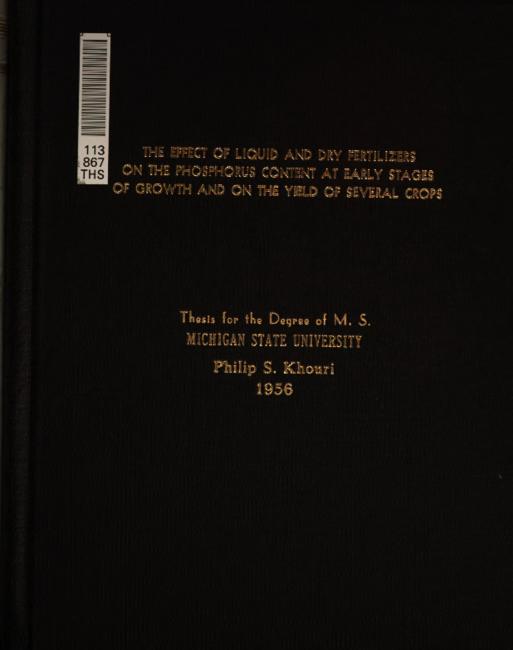 113
867
THS
THE EFFECT OF LIQUID AND DRY FERTILIZERS
ON THE PHOSPHORUS CONTENT AT EARLY STAGES
OF GROWTH AND ON THE YIELD OF SEVERAL CROPS
Thesis for the Degree of M. S.
MICHIGAN STATE UNIVERSITY
Philip S. Khouri
1956